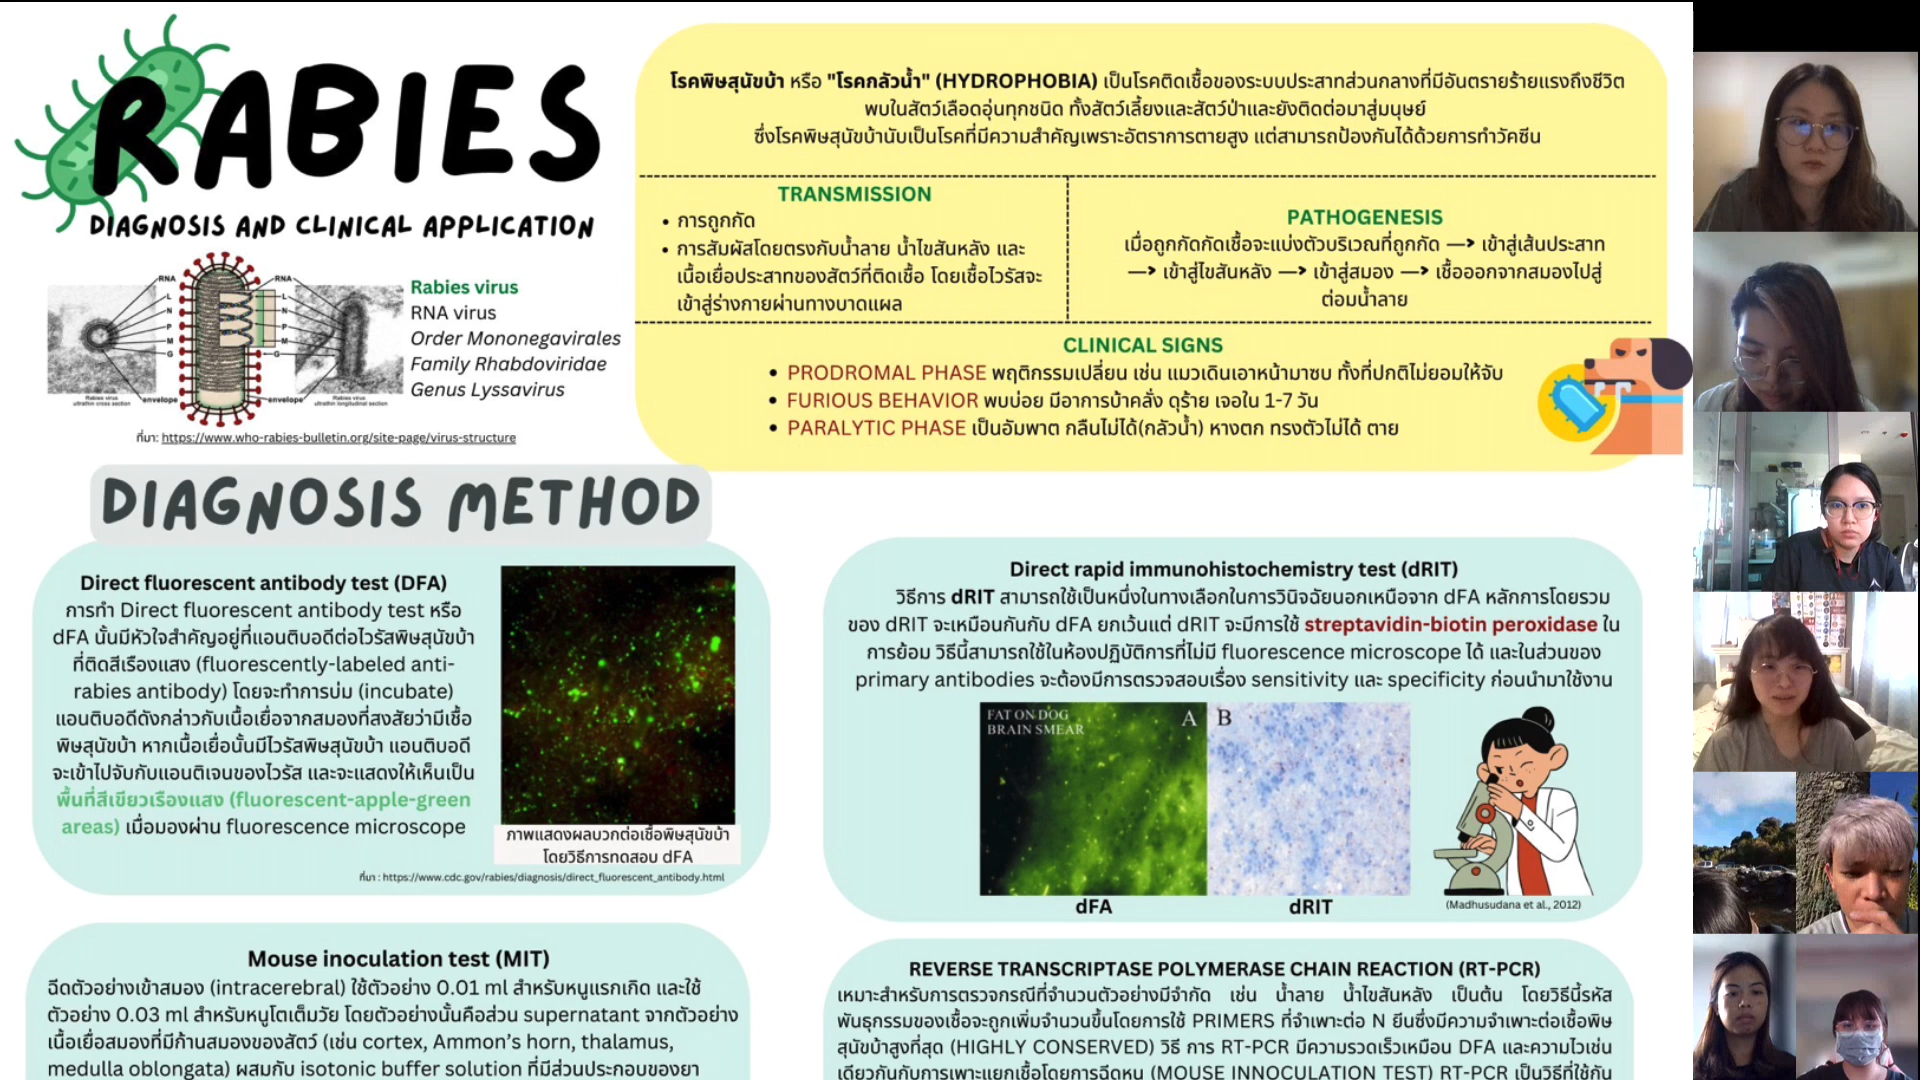 RABIES
DIAGNOSIS AND CLINICAL APPLICATION
RNA
L
N
P
M
G
envelope
RNA
L
N
P
M
G
envelope
Rabies virus
ultrathin cross section
Rabies virus
ultrathin longitudinal section
Rabies virus
RNA virus
Order Mononegavirales
Family Rhabdoviridae
Genus Lyssavirus
ที่มา: https://www.who-rabies-bulletin.org/site-page/virus-structure
โรคพิษสุนัขบ้า หรือ "โรคกลัวน้ำ" (HYDROPHOBIA) เป็นโรคติดเชื้อของระบบประสาทส่วนกลางที่มีอันตรายร้ายแรงถึงชีวิต
พบในสัตว์เลือดอุ่นทุกชนิด ทั้งสัตว์เลี้ยงและสัตว์ป่าและยังติดต่อมาสู่มนุษย์
ซึ่งโรคพิษสุนัขบ้านับเป็นโรคที่มีความสำคัญเพราะอัตราการตายสูง แต่สามารถป้องกันได้ด้วยการทำวัคซีน
TRANSMISSION
• การถูกกัด
• การสัมผัสโดยตรงกับน้ำลาย น้ำไขสันหลัง และ
เนื้อเยื่อประสาทของสัตว์ที่ติดเชื้อ โดยเชื้อไวรัสจะ
เข้าสู่ร่างกายผ่านทางบาดแผล
PATHOGENESIS
เมื่อถูกกัดกัดเชื้อจะแบ่งตัวบริเวณที่ถูกกัด —> เข้าสู่เส้นประสาท
—> เข้าสู่ไขสันหลัง —> เข้าสู่สมอง —> เชื้อออกจากสมองไปสู่
ต่อมน้ำลาย
CLINICAL SIGNS
• PRODROMAL PHASE พฤติกรรมเปลี่ยน เช่น แมวเดินเอาหน้ามาซบ ทั้งที่ปกติไม่ยอมให้จับ
• FURIOUS BEHAVIOR พบบ่อย มีอาการบ้าคลั่ง ดุร้าย เจอใน 1-7 วัน
• PARALYTIC PHASE เป็นอัมพาต กลืนไม่ได้(กลัวน้ำ) หางตก ทรงตัวไม่ได้ ตาย
DIAGNOSIS METHOD
Direct fluorescent antibody test (DFA)
การทำ Direct fluorescent antibody test หรือ
dFA นั้นมีหัวใจสำคัญอยู่ที่แอนติบอดีต่อไวรัสพิษสุนัขบ้า
ที่ติดสีเรืองแสง (fluorescently-labeled anti-
rabies antibody) โดยจะทำการบ่ม (incubate)
แอนติบอดีดังกล่าวกับเนื้อเยื่อจากสมองที่สงสัยว่ามีเชื้อ
พิษสุนัขบ้า หากเนื้อเยื่อนั้นมีไวรัสพิษสุนัขบ้า แอนติบอดี
จะเข้าไปจับกับแอนติเจนของไวรัส และจะแสดงให้เห็นเป็น
พื้นที่สีเขียวเรืองแสง (fluorescent-apple-green
areas) เมื่อมองผ่าน fluorescence microscope
ภาพแสดงผลบวกต่อเชื้อพิษสุนัขบ้า
โดยวิธีการทดสอบ dFA
ที่มา : https://www.cdc.gov/rabies/diagnosis/direct_fluorescent_antibody.html
Direct rapid immunohistochemistry test (dRIT)
วิธีการ dRIT สามารถใช้เป็นหนึ่งในทางเลือกในการวินิจฉัยนอกเหนือจาก dFA หลักการโดยรวม
ของ dRIT จะเหมือนกันกับ dFA ยกเว้นแต่ dRIT จะมีการใช้ streptavidin-biotin peroxidase ใน
การย้อม วิธีนี้สามารถใช้ในห้องปฏิบัติการที่ไม่มี fluorescence microscope ได้ และในส่วนของ
primary antibodies จะต้องมีการตรวจสอบเรื่อง sensitivity และ specificity ก่อนนำมาใช้งาน
FAT ON DOG
BRAIN SMEAR
A
B
dFA
dRIT
(Madhusudana et al., 2012)
Mouse inoculation test (MIT)
ฉีดตัวอย่างเข้าสมอง (intracerebral) ใช้ตัวอย่าง 0.01 ml สำหรับหนูแรกเกิด และใช้
ตัวอย่าง 0.03 ml สำหรับหนูโตเต็มวัย โดยตัวอย่างนั้นคือส่วน supernatant จากตัวอย่าง
เนื้อเยื่อสมองที่มีก้านสมองของสัตว์ (เช่น cortex, Ammon's horn, thalamus,
medulla oblongata) ผสมกับ isotonic buffer solution ที่มีส่วนประกอบของยา
REVERSE TRANSCRIPTASE POLYMERASE CHAIN REACTION (RT-PCR)
เหมาะสำหรับการตรวจกรณีที่จำนวนตัวอย่างมีจำกัด เช่น น้ำลาย น้ำไขสันหลัง เป็นต้น โดยวิธีนี้รหัส
พันธุกรรมของเชื้อจะถูกเพิ่มจำนวนขึ้นโดยการใช้ PRIMERS ที่จำเพาะต่อ N ยีนซึ่งมีความจำเพาะต่อเชื้อพิษ
สุนัขบ้าสูงที่สุด (HIGHLY CONSERVED) วิธี การ RT-PCR มีความรวดเร็วเหมือน DFA และความไวเช่น
เดียวกันกับการเพาะแยกเชื้อโดยการฉีดหนู (MOUSE INNOCULATION TEST) RT-PCR เป็นวิธีที่ใช้กัน